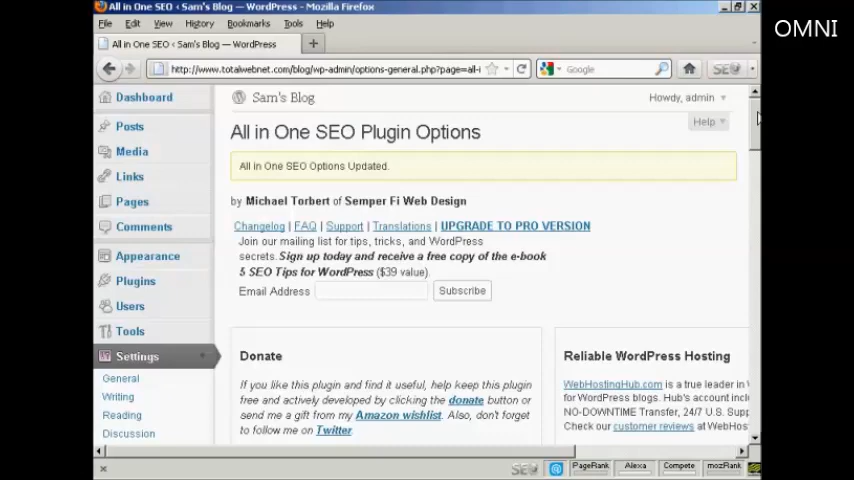 All in One SEO ‹ Sam's Blog — WordPress - Mozilla Firefox
OMNI
File Edit View History Bookmarks Tools Help
All in One SEO ‹ Sam's Blog — WordPress
http://www.totalwebnet.com/blog/wp-admin/options-general.php?page=all-i
Google
SEO
Dashboard
Sam's Blog
Howdy, admin
Help
Posts
Media
Links
Pages
Comments
Appearance
Plugins
Users
Tools
Settings
General
Writing
Reading
Discussion
All in One SEO Plugin Options
All in One SEO Options Updated.
by Michael Torbert of Semper Fi Web Design
Changelog | FAQ | Support | Translations | UPGRADE TO PRO VERSION
Join our mailing list for tips, tricks, and WordPress
secrets. Sign up today and receive a free copy of the e-book
5 SEO Tips for WordPress ($39 value).
Email Address
Subscribe
Donate
If you like this plugin and find it useful, help keep this plugin
free and actively developed by clicking the donate button or
send me a gift from my Amazon wishlist. Also, don't forget
to follow me on Twitter.
Reliable WordPress Hosting
WebHostingHub.com is a true leader in
for WordPress blogs. Hub's account inclu
NO-DOWNTIME Transfer, 24/7 U.S. Supp
Check our customer reviews at WebHos
SEO
PageRank
Alexa
Compete
mozRank